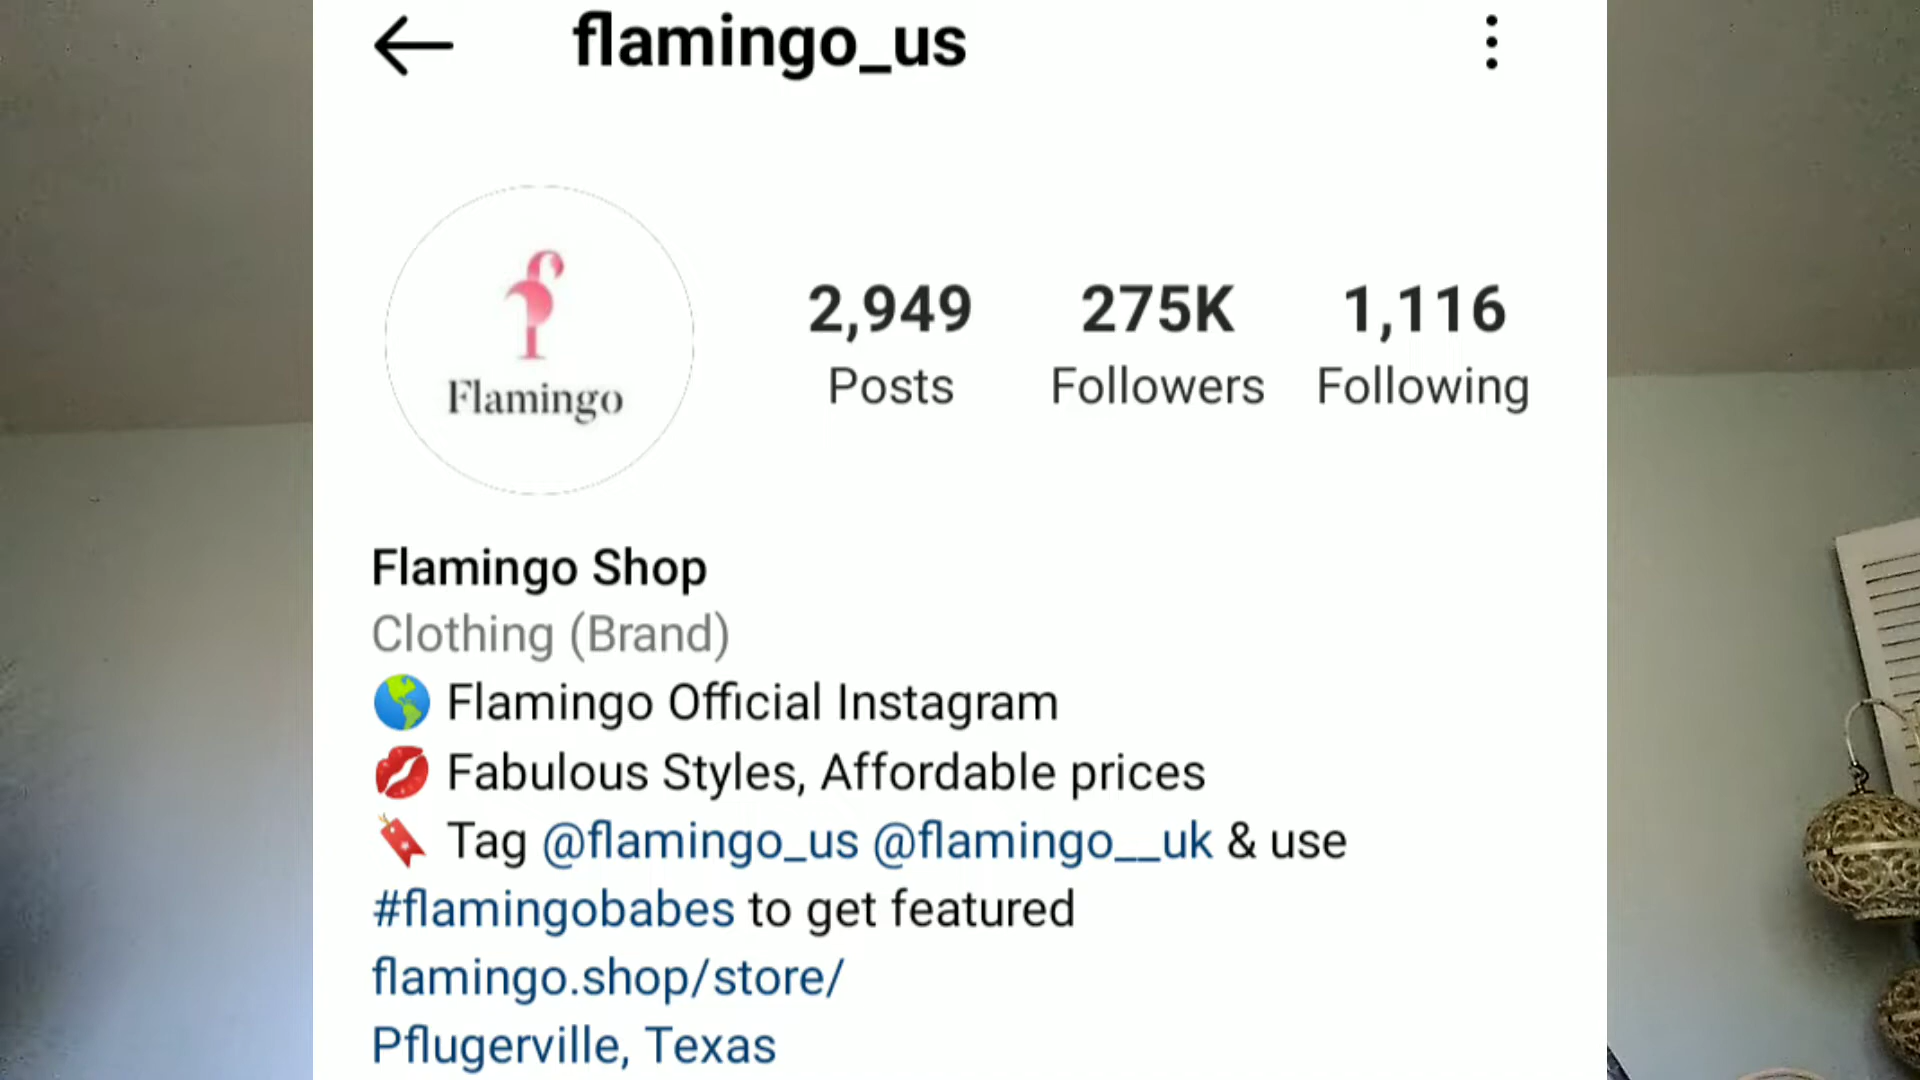 flamingo_us
Flamingo
2,949 275K 1,116
Posts Followers Following
Flamingo Shop
Clothing (Brand)
🌎 Flamingo Official Instagram
💋 Fabulous Styles, Affordable prices
🔖 Tag @flamingo_us @flamingo__uk & use
#flamingobabes to get featured
flamingo.shop/store/
Pflugerville, Texas